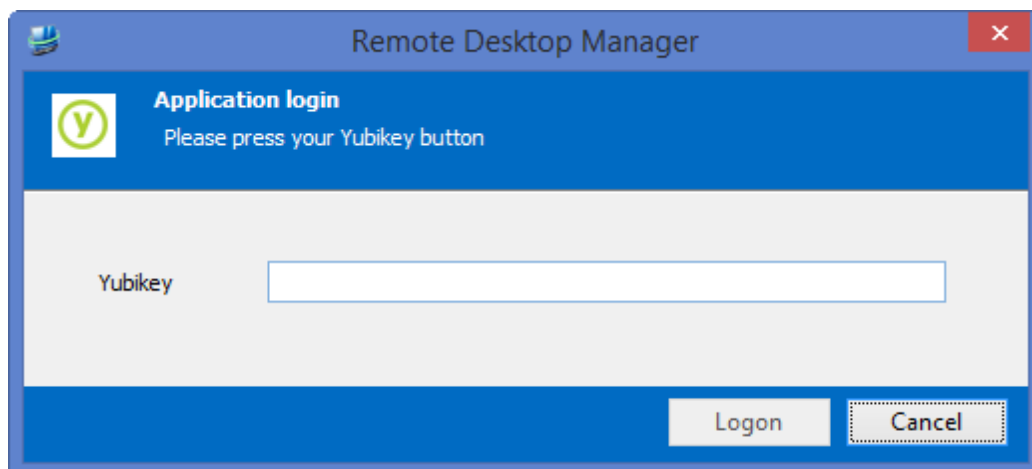 Remote Desktop Manager
Application login
Please press your Yubikey button
Yubikey
Logon
Cancel